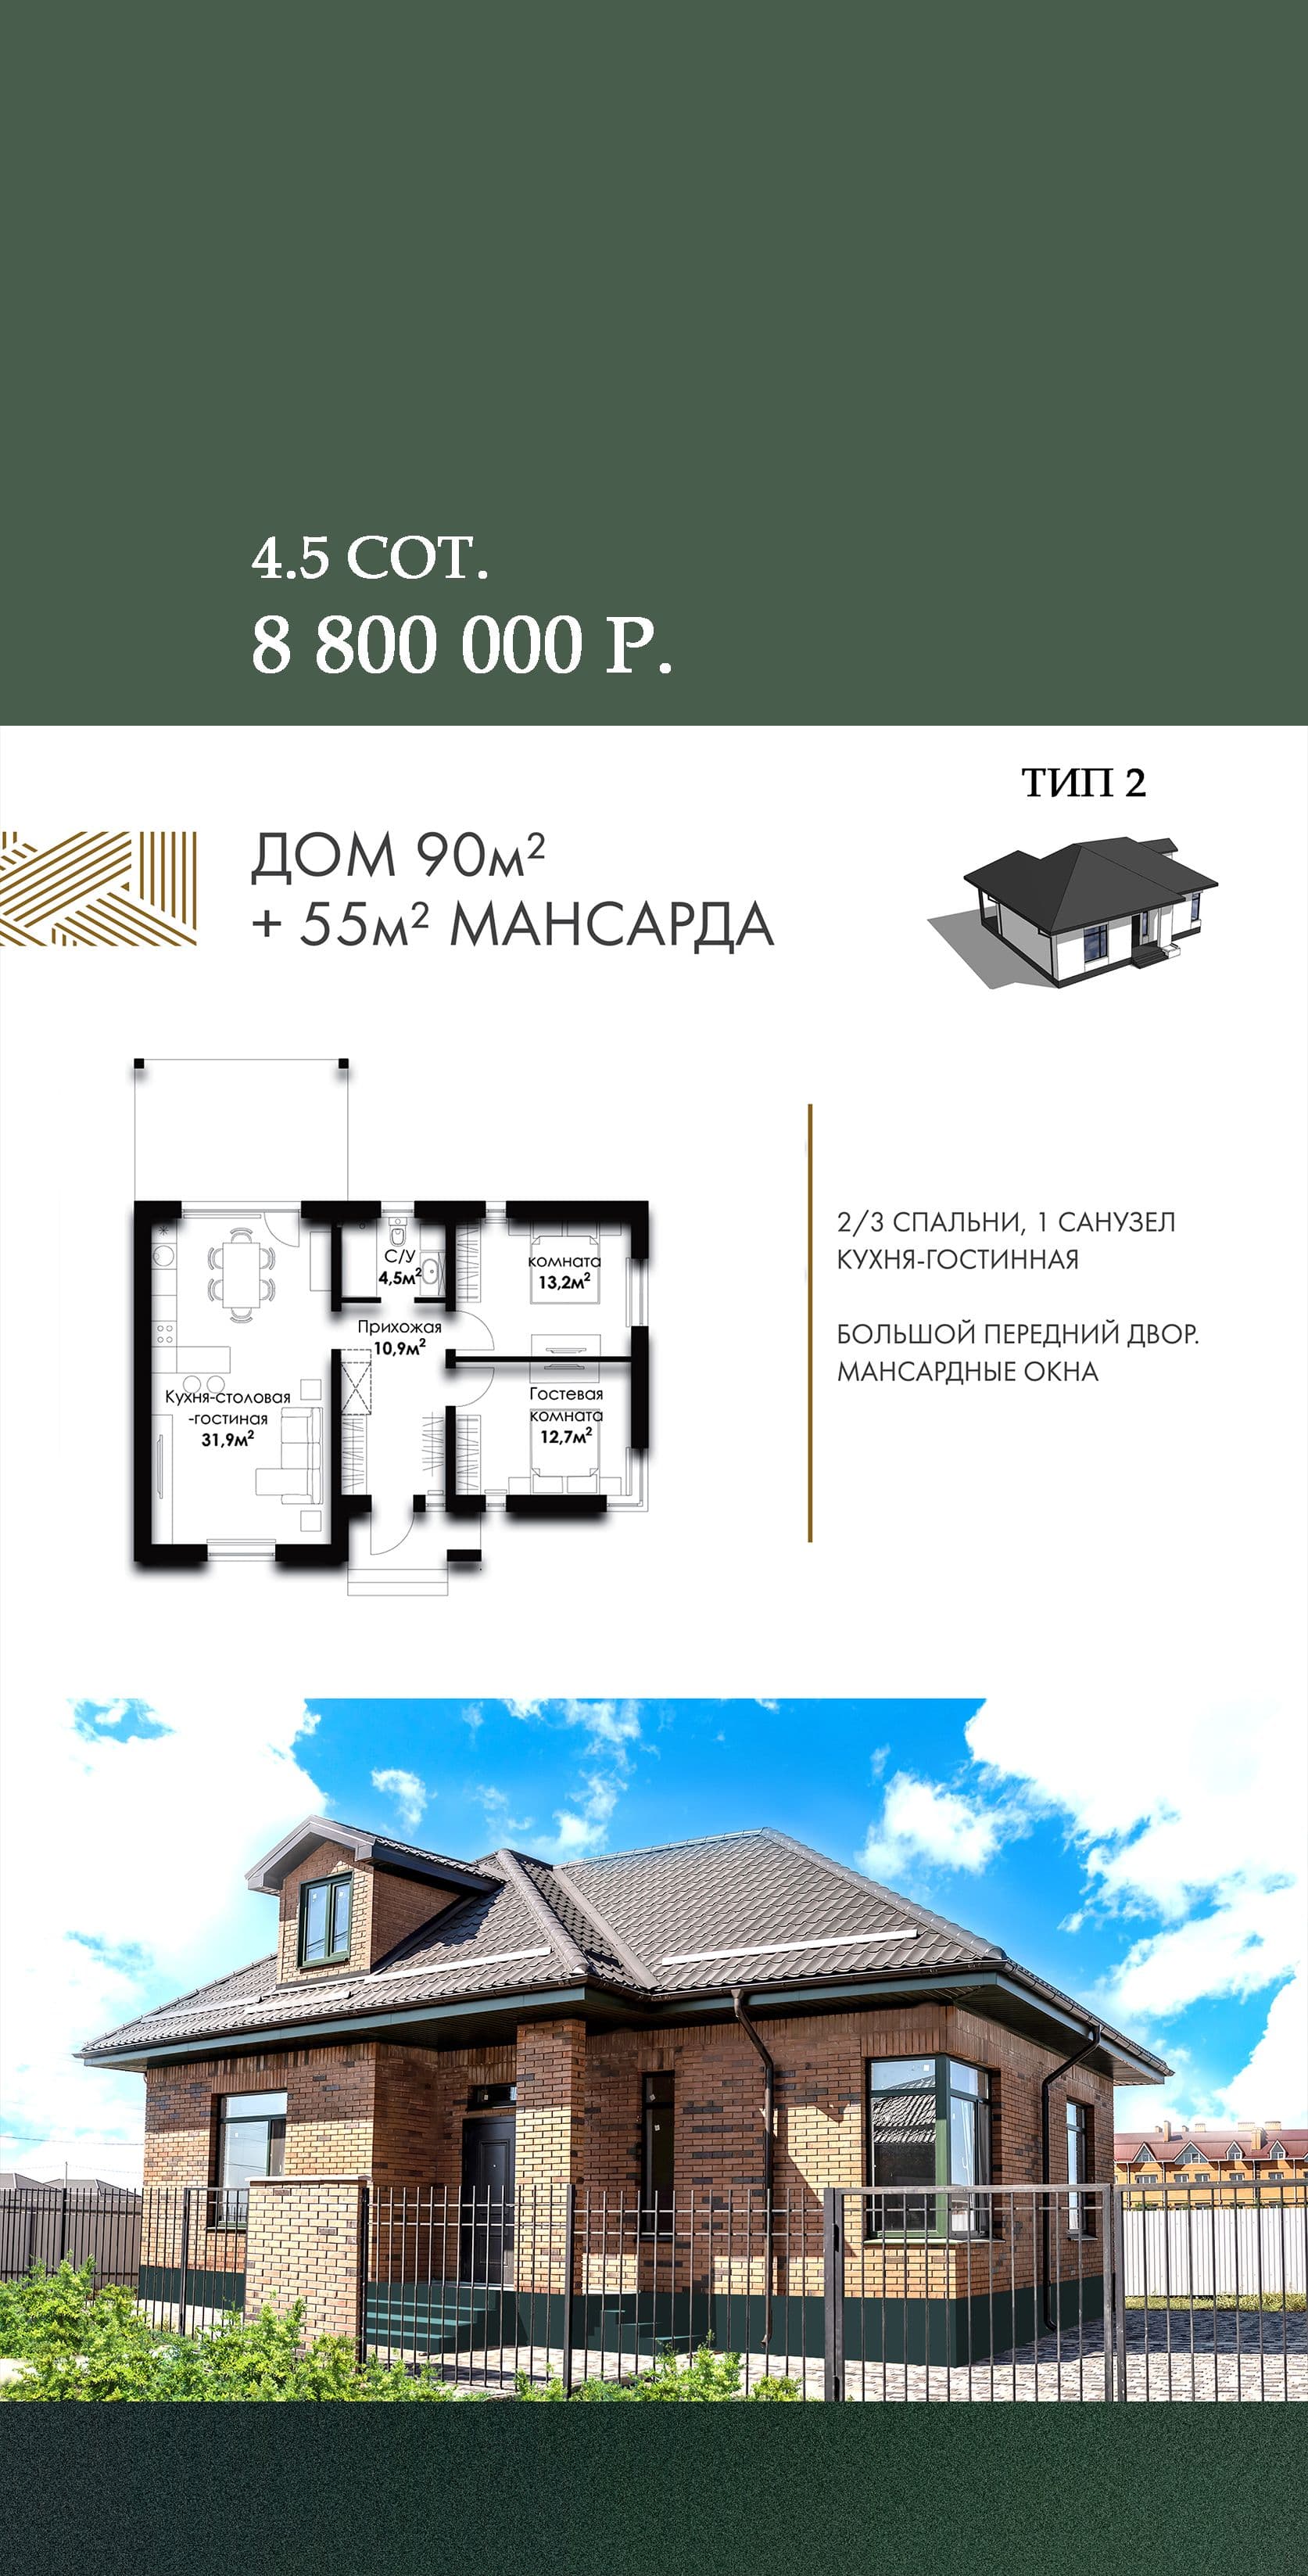 4.5 СОТ.
8 800 000 Р.
ТИП 2
ДОМ 90м²
+ 55м² МАНСАРДА
С/У
4,5м²
комната
13,2м²
Прихожая
10,9м²
Кухня-столовая
-гостиная
31,9м²
Гостевая
комната
12,7м²
2/3 СПАЛЬНИ, 1 САНУЗЕЛ
КУХНЯ-ГОСТИННАЯ
БОЛЬШОЙ ПЕРЕДНИЙ ДВОР.
МАНСАРДНЫЕ ОКНА